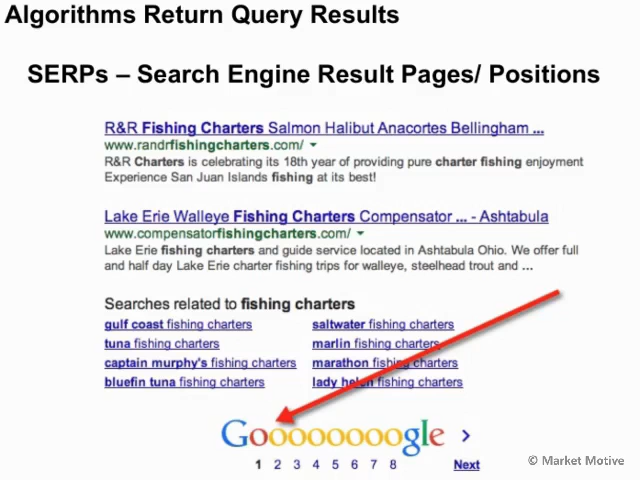 Algorithms Return Query Results
SERPs – Search Engine Result Pages/ Positions
R&R Fishing Charters Salmon Halibut Anacortes Bellingham ...
www.randrfishingcharters.com/
R&R Charters is celebrating its 18th year of providing pure charter fishing enjoyment
Experience San Juan Islands fishing at its best!
Lake Erie Walleye Fishing Charters Compensator ... - Ashtabula
www.compensatorfishingcharters.com/
Lake Erie fishing charters and guide service located in Ashtabula Ohio. We offer full
and half day Lake Erie charter fishing trips for walleye, steelhead trout and ...
Searches related to fishing charters
gulf coast fishing charters saltwater fishing charters
tuna fishing charters marlin fishing charters
captain murphy's fishing charters marathon fishing charters
bluefin tuna fishing charters lady helen fishing charters
Gooooooooogle >
1 2 3 4 5 6 7 8 Next
© Market Motive